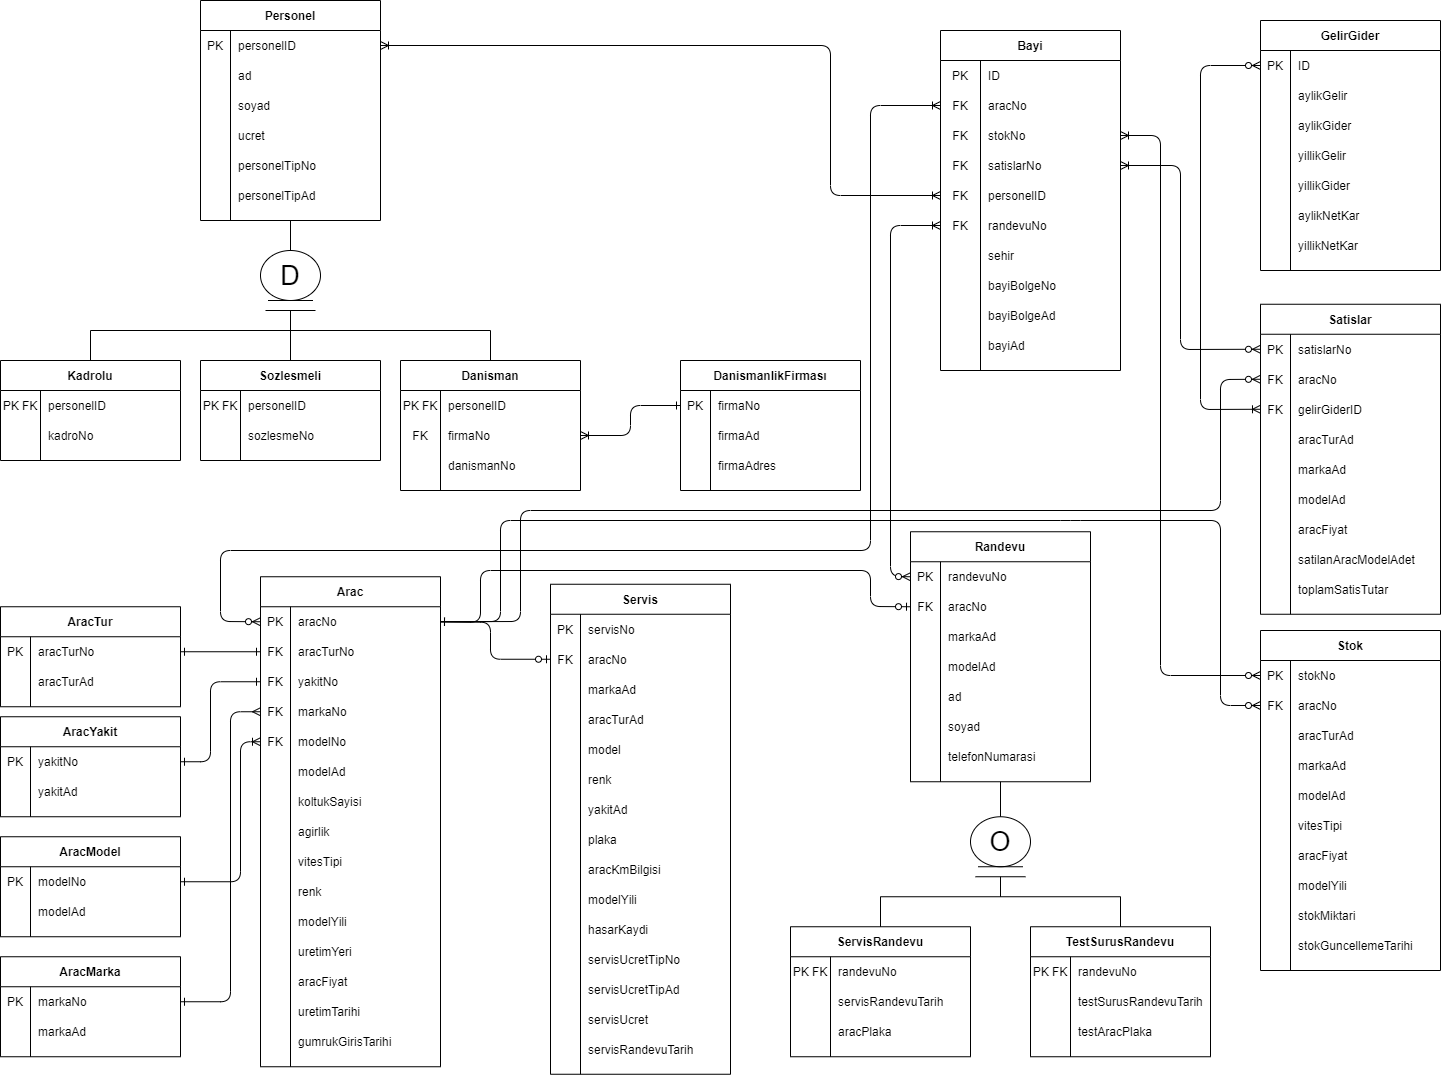 Personel
PK personelID
ad
soyad
ucret
personelTipNo
personelTipAd
D
Kadrolu
PK FK personelID
kadroNo
Sozlesmeli
PK FK personelID
sozlesmeNo
Danisman
PK FK personelID
FK firmaNo
danismanNo
DanismanlikFirması
PK firmaNo
firmaAd
firmaAdres
Bayi
PK ID
FK aracNo
FK stokNo
FK satislarNo
FK personelID
FK randevuNo
sehir
bayiBolgeNo
bayiBolgeAd
bayiAd
GelirGider
PK ID
aylikGelir
aylikGider
yillikGelir
yillikGider
aylikNetKar
yillikNetKar
Satislar
PK satislarNo
FK aracNo
FK gelirGiderID
aracTurAd
markaAd
modelAd
aracFiyat
satilanAracModelAdet
toplamSatisTutar
AracTur
PK aracTurNo
aracTurAd
AracYakit
PK yakitNo
yakitAd
AracModel
PK modelNo
modelAd
AracMarka
PK markaNo
markaAd
Arac
PK aracNo
FK aracTurNo
FK yakitNo
FK markaNo
FK modelNo
modelAd
koltukSayisi
agirlik
vitesTipi
renk
modelYili
uretimYeri
aracFiyat
uretimTarihi
gumrukGirisTarihi
Servis
PK servisNo
FK aracNo
markaAd
aracTurAd
model
renk
yakitAd
plaka
aracKmBilgisi
modelYili
hasarKaydi
servisUcretTipNo
servisUcretTipAd
servisUcret
servisRandevuTarih
Randevu
PK randevuNo
FK aracNo
markaAd
modelAd
ad
soyad
telefonNumarasi
O
ServisRandevu
PK FK randevuNo
servisRandevuTarih
aracPlaka
TestSurusRandevu
PK FK randevuNo
testSurusRandevuTarih
testAracPlaka
Stok
PK stokNo
FK aracNo
aracTurAd
markaAd
modelAd
vitesTipi
aracFiyat
modelYili
stokMiktari
stokGuncellemeTarihi